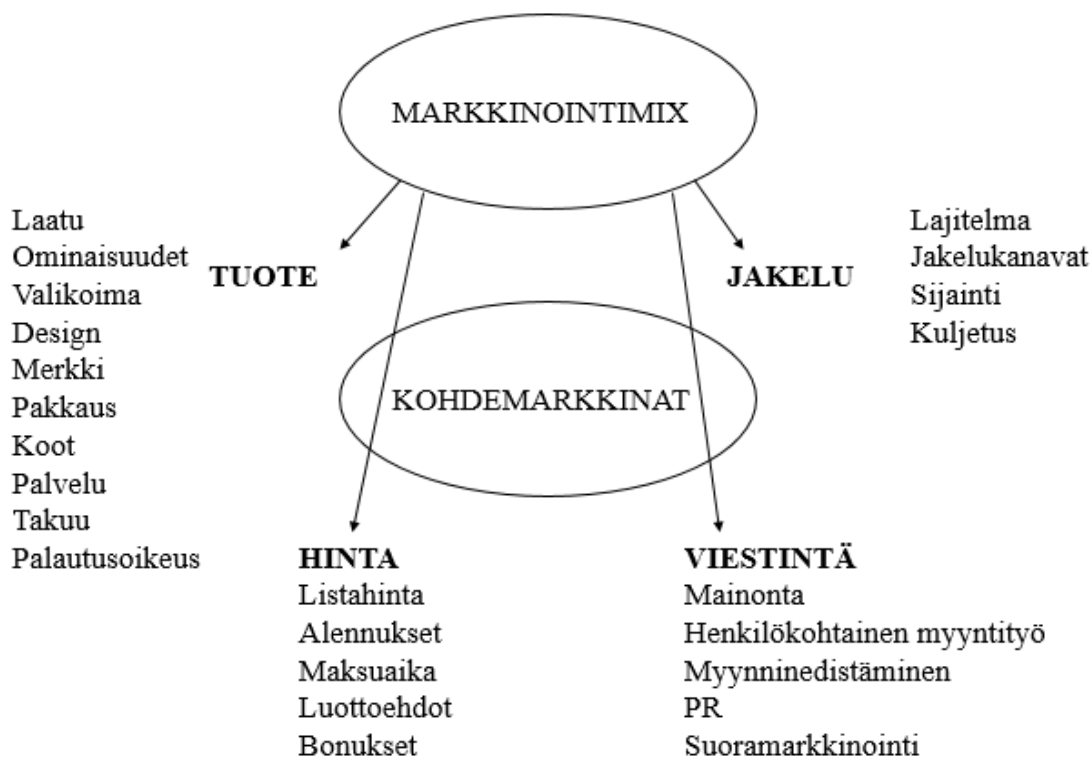 MARKKINOINTIMIX
Laatu
Ominaisuudet
Valikoima
Design
Merkki
Pakkaus
Koot
Palvelu
Takuu
Palautusoikeus
TUOTE
JAKELU
Lajitelma
Jakelukanavat
Sijainti
Kuljetus
KOHDEMARKKINAT
HINTA
Listahinta
Alennukset
Maksuaika
Luottoehdot
Bonukset
VIESTINTÄ
Mainonta
Henkilökohtainen myyntityö
Myynninedistäminen
PR
Suoramarkkinointi